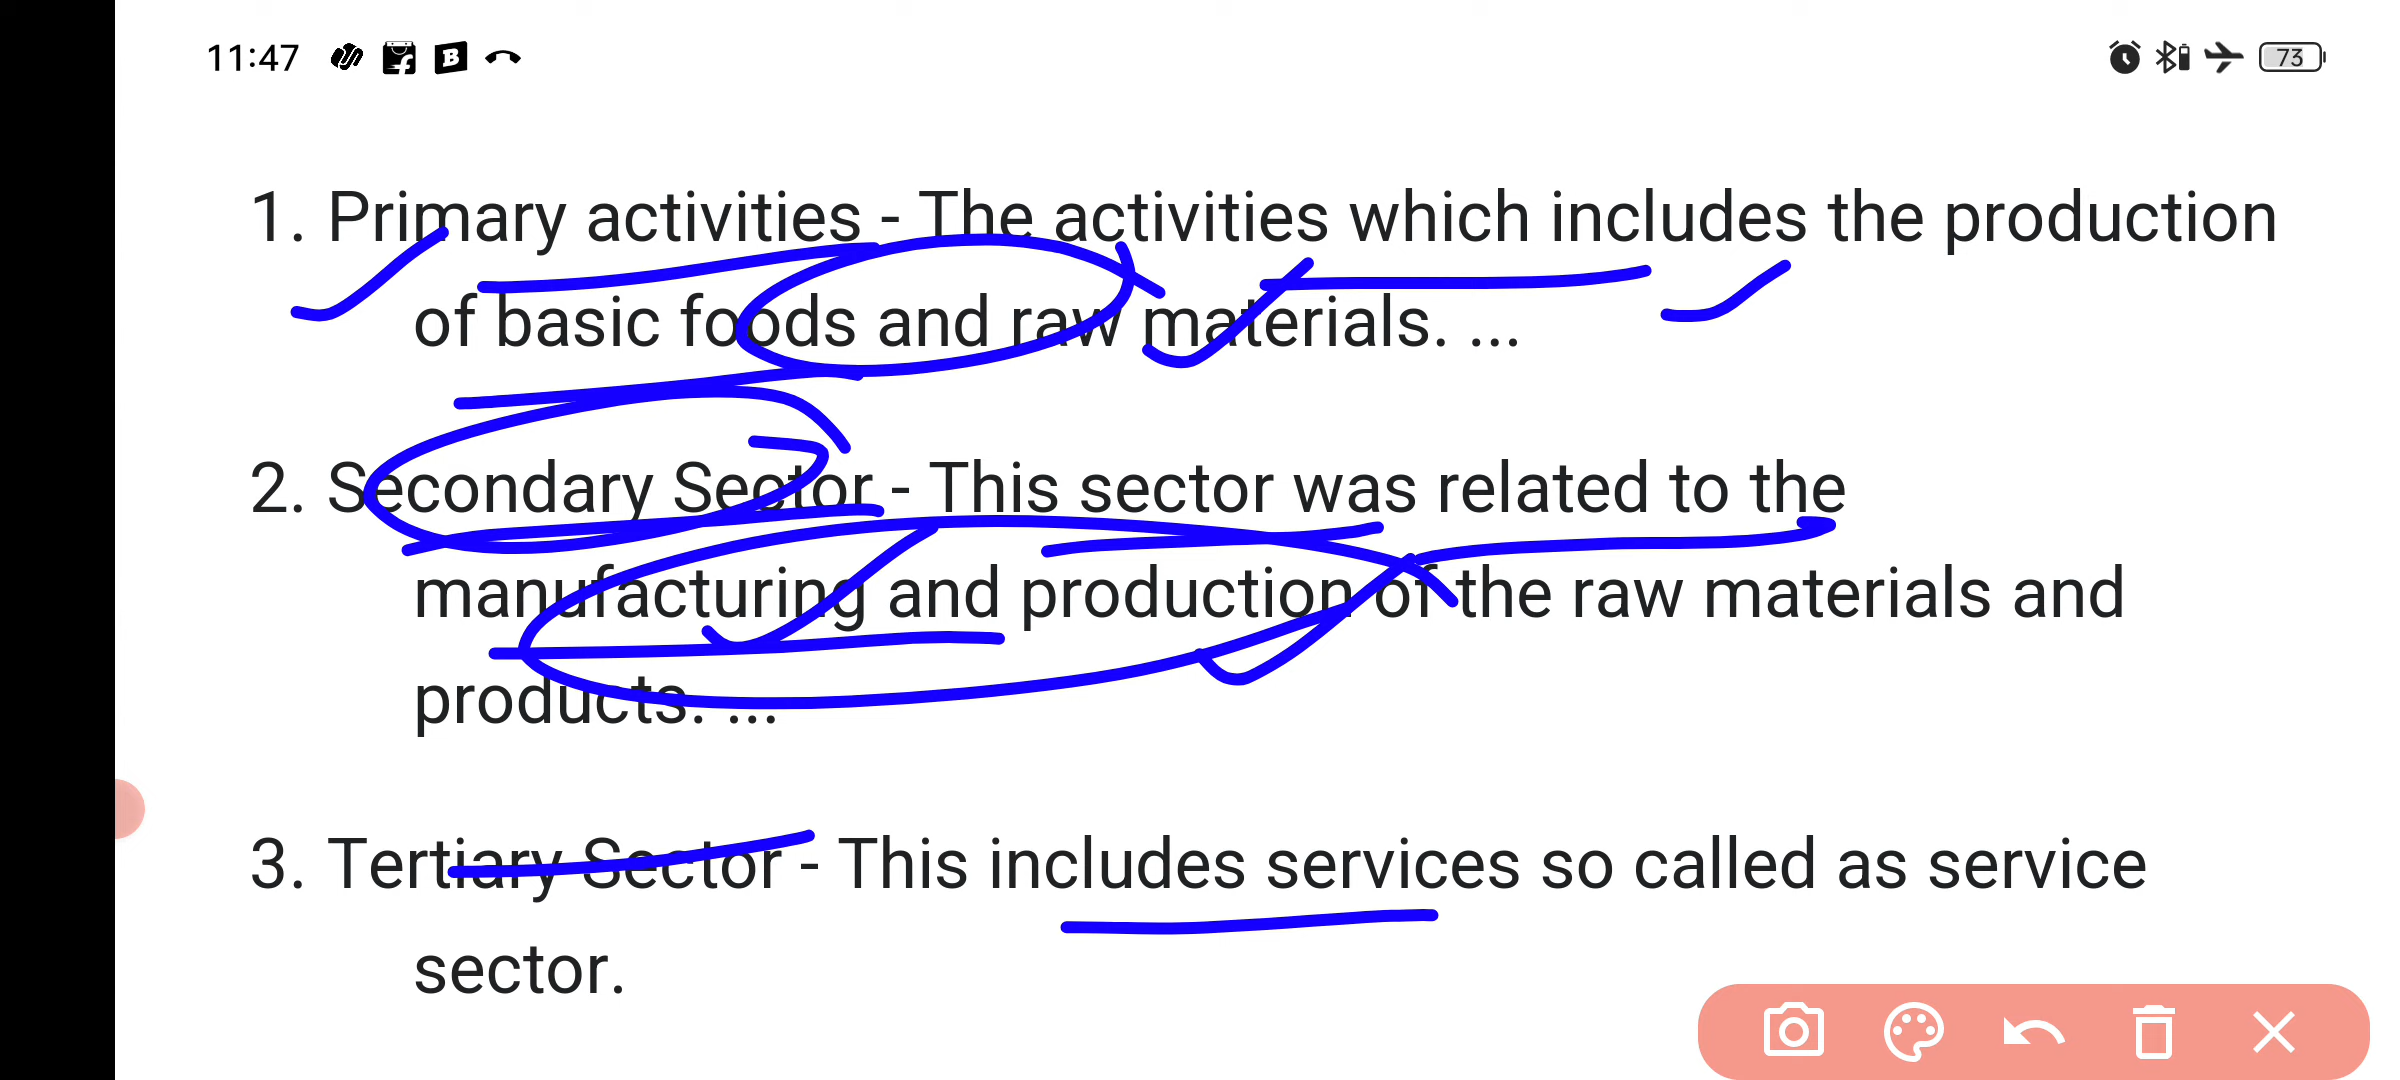 11:47
73
1. Primary activities - The activities which includes the production
of basic foods and raw materials. ...
2. Secondary Sector - This sector was related to the
manufacturing and production of the raw materials and
products. ...
3. Tertiary Sector - This includes services so called as service
sector.